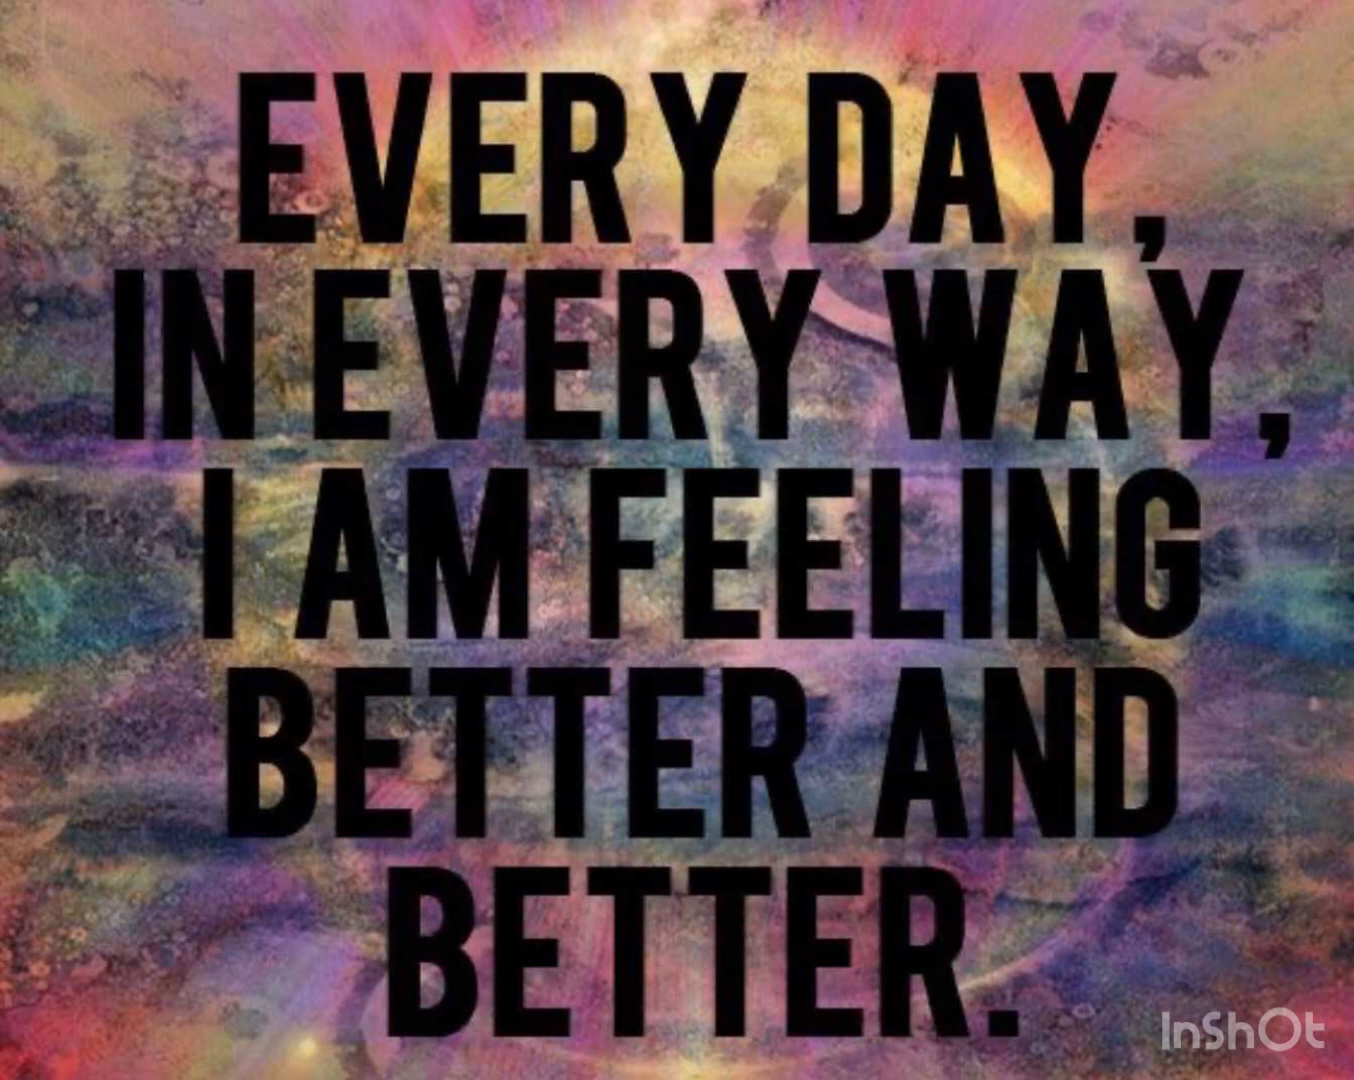 EVERY DAY,
IN EVERY WAY,
I AM FEELING
BETTER AND
BETTER.
InShOt